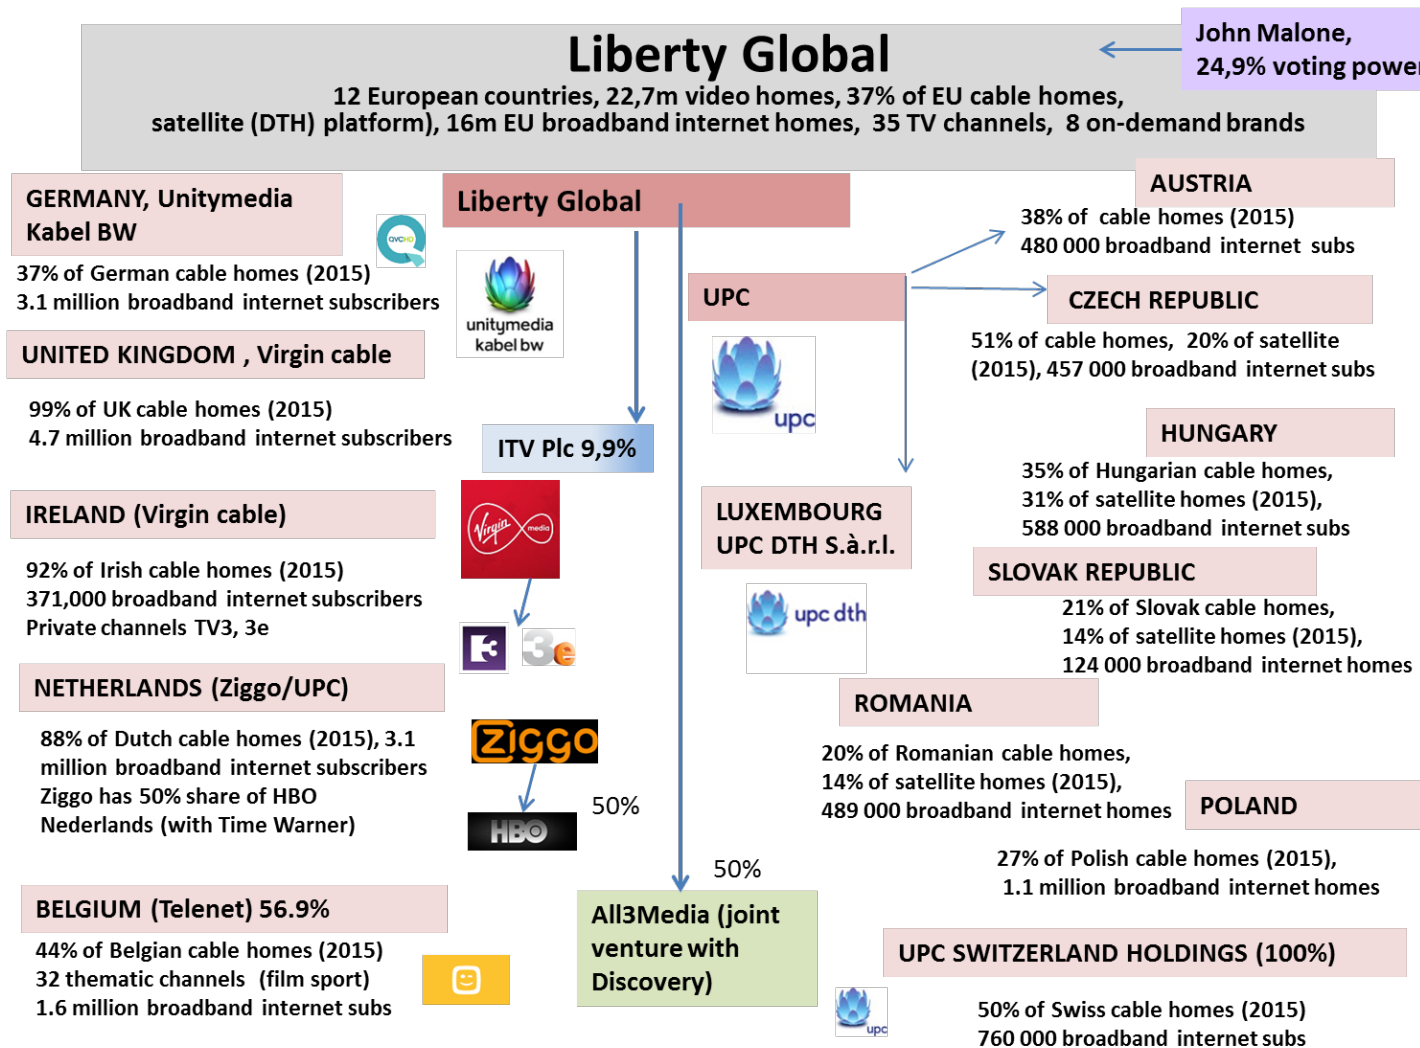 Liberty Global
12 European countries, 22,7m video homes, 37% of EU cable homes,
satellite (DTH) platform), 16m EU broadband internet homes, 35 TV channels, 8 on-demand brands
John Malone,
24,9% voting power
GERMANY, Unitymedia
Kabel BW
QVCHD
37% of German cable homes (2015)
3.1 million broadband internet subscribers
UNITED KINGDOM , Virgin cable
99% of UK cable homes (2015)
4.7 million broadband internet subscribers
IRELAND (Virgin cable)
92% of Irish cable homes (2015)
371,000 broadband internet subscribers
Private channels TV3, 3e
NETHERLANDS (Ziggo/UPC)
88% of Dutch cable homes (2015), 3.1
million broadband internet subscribers
Ziggo has 50% share of HBO
Nederlands (with Time Warner)
BELGIUM (Telenet) 56.9%
44% of Belgian cable homes (2015)
32 thematic channels (film sport)
1.6 million broadband internet subs
Liberty Global
unitymedia
kabel bw
ITV Plc 9,9%
Virgin media
3
3e
ziggo
HBO
50%
50%
All3Media (joint
venture with
Discovery)
UPC
upc
LUXEMBOURG
UPC DTH S.à.r.l.
upc dth
AUSTRIA
38% of cable homes (2015)
480 000 broadband internet subs
CZECH REPUBLIC
51% of cable homes, 20% of satellite
(2015), 457 000 broadband internet subs
HUNGARY
35% of Hungarian cable homes,
31% of satellite homes (2015),
588 000 broadband internet subs
SLOVAK REPUBLIC
21% of Slovak cable homes,
14% of satellite homes (2015),
124 000 broadband internet homes
ROMANIA
20% of Romanian cable homes,
14% of satellite homes (2015),
489 000 broadband internet homes
POLAND
27% of Polish cable homes (2015),
1.1 million broadband internet homes
UPC SWITZERLAND HOLDINGS (100%)
upc
50% of Swiss cable homes (2015)
760 000 broadband internet subs